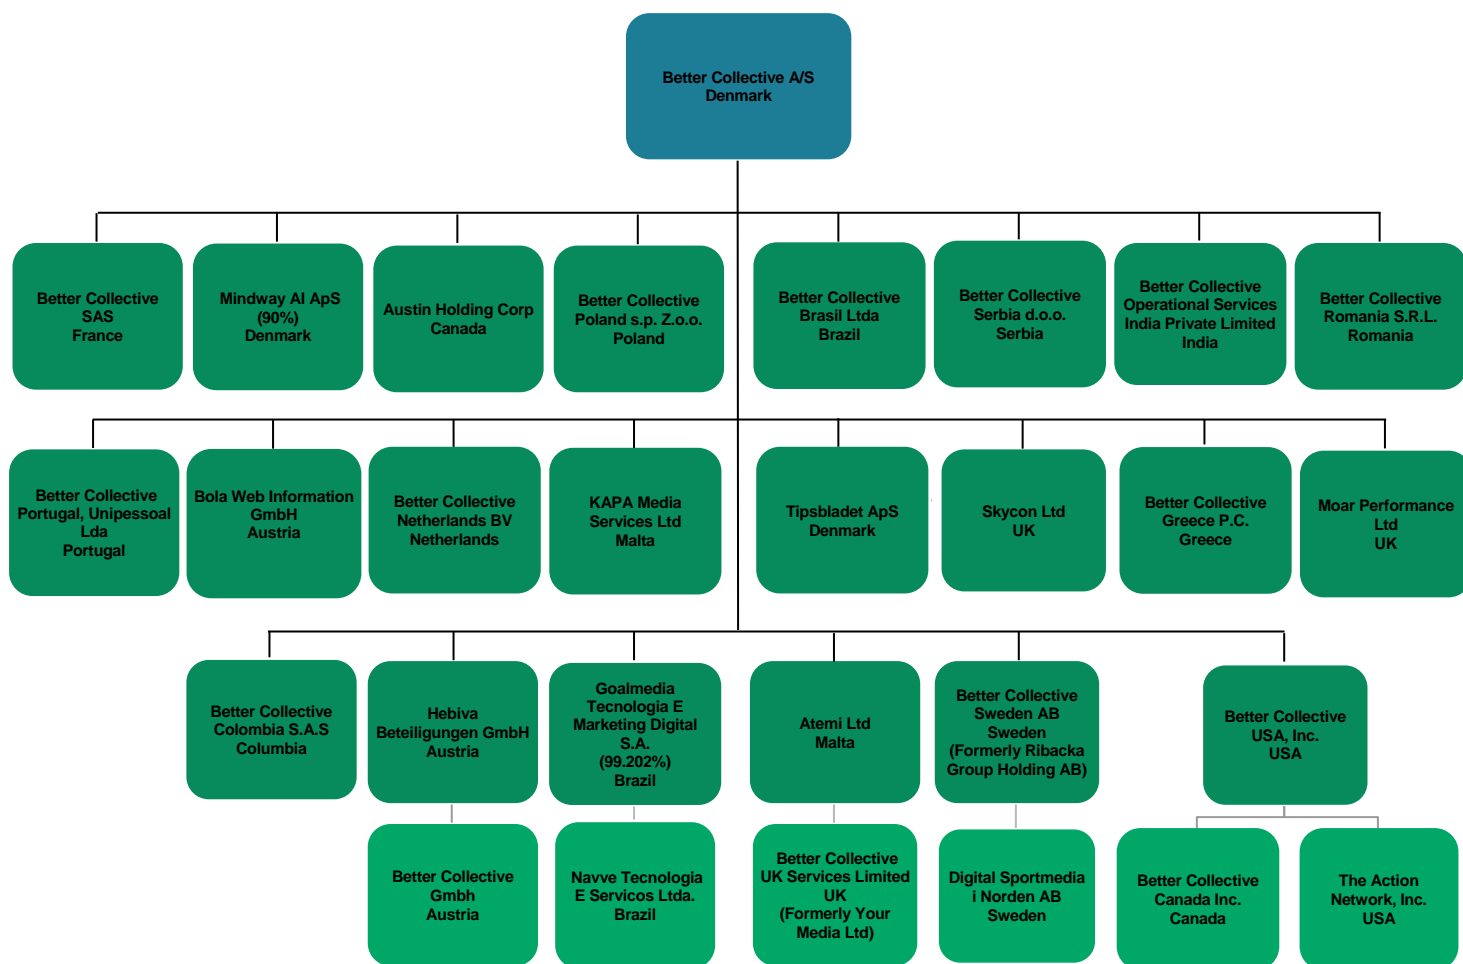 Better Collective A/S
Denmark
Better Collective
SAS
France
Mindway AI ApS
(90%)
Denmark
Austin Holding Corp
Canada
Better Collective
Poland s.p. Z.o.o.
Poland
Better Collective
Brasil Ltda
Brazil
Better Collective
Serbia d.o.o.
Serbia
Better Collective
Operational Services
India Private Limited
India
Better Collective
Romania S.R.L.
Romania
Better Collective
Portugal, Unipessoal
Lda
Portugal
Bola Web Information
GmbH
Austria
Better Collective
Netherlands BV
Netherlands
KAPA Media
Services Ltd
Malta
Tipsbladet ApS
Denmark
Skycon Ltd
UK
Better Collective
Greece P.C.
Greece
Moar Performance
Ltd
UK
Better Collective
Colombia S.A.S
Columbia
Hebiva
Beteiligungen GmbH
Austria
Goalmedia
Tecnologia E
Marketing Digital
S.A.
(99.202%)
Brazil
Atemi Ltd
Malta
Better Collective
Sweden AB
Sweden
(Formerly Ribacka
Group Holding AB)
Better Collective
USA, Inc.
USA
Better Collective
Gmbh
Austria
Navve Tecnologia
E Servicos Ltda.
Brazil
Better Collective
UK Services Limited
UK
(Formerly Your
Media Ltd)
Digital Sportmedia
i Norden AB
Sweden
Better Collective
Canada Inc.
Canada
The Action
Network, Inc.
USA